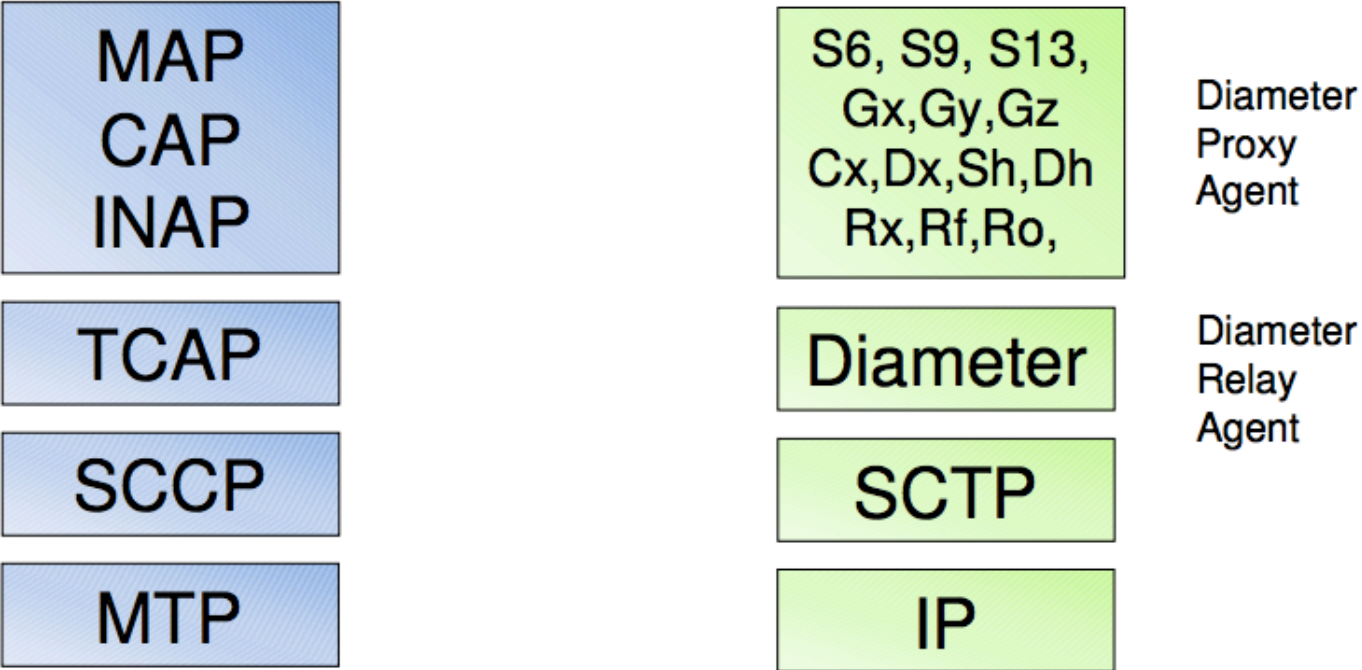 MAP
CAP
INAP
TCAP
SCCP
MTP
S6, S9, S13,
Gx,Gy,Gz
Cx,Dx,Sh,Dh
Rx,Rf,Ro,
Diameter
SCTP
IP
Diameter
Proxy
Agent
Diameter
Relay
Agent